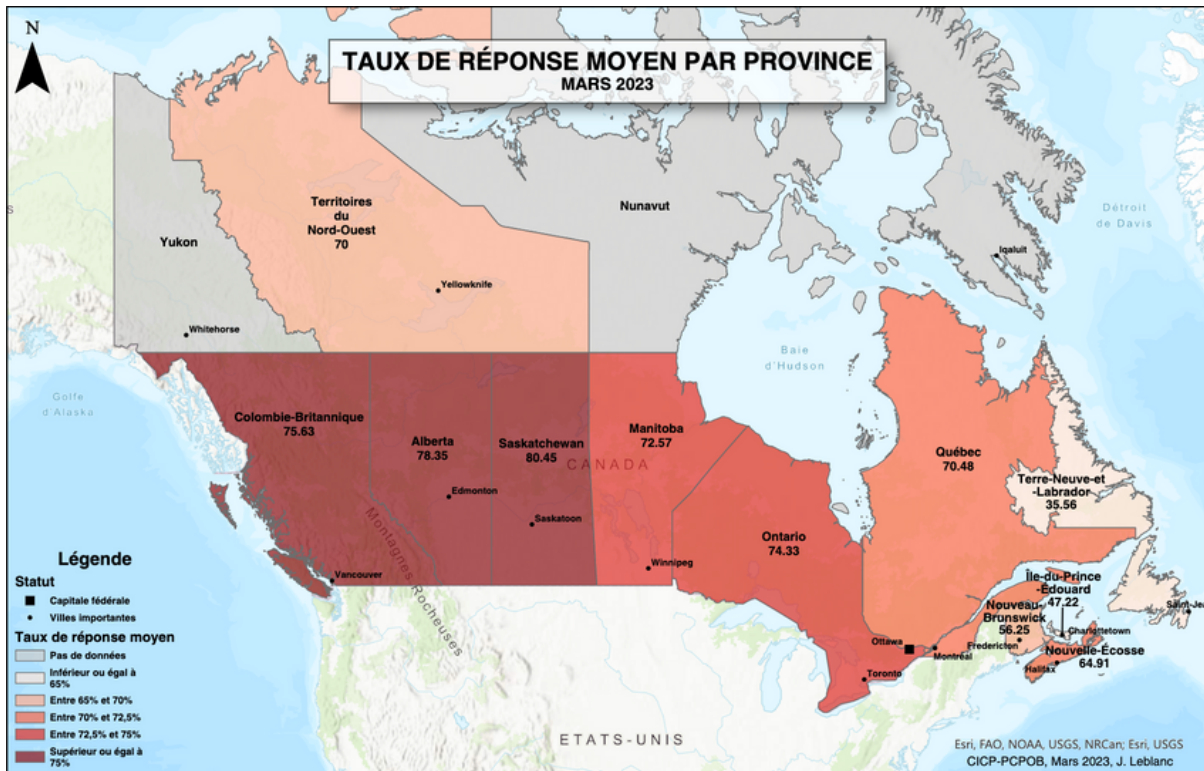 N
TAUX DE RÉPONSE MOYEN PAR PROVINCE
MARS 2023
Territoires
du
Nord-Ouest
70
Nunavut
Yukon
Détroit
de Davis
Iqaluit
Yellowknife
Whitehorse
Baie
d'Hudson
Golfe
d'Alaska
Colombie-Britannique
75.63
Alberta
78.35
Saskatchewan
80.45
Manitoba
72.57
CANADA
Québec
70.48
Terre-Neuve-et
-Labrador
35.56
Edmonton
Saskatoon
Montagnes Rocheuses
Ontario
74.33
Winnipeg
Vancouver
Île-du-Prince
-Édouard
47.22
Nouveau-
Brunswick
56.25
Saint-Jea
Charlottetown
Fredericton
Nouvelle-Écosse
64.91
Halifax
Ottawa
Montréal
Toronto
ETATS-UNIS
Légende
Statut
Capitale fédérale
Villes importantes
Taux de réponse moyen
Pas de données
Inférieur ou égal à
65%
Entre 65% et 70%
Entre 70% et 72,5%
Entre 72,5% et 75%
Supérieur ou égal à
75%
Esri, FAO, NOAA, USGS, NRCan; Esri, USGS
CICP-PCPOB, Mars 2023, J. Leblanc